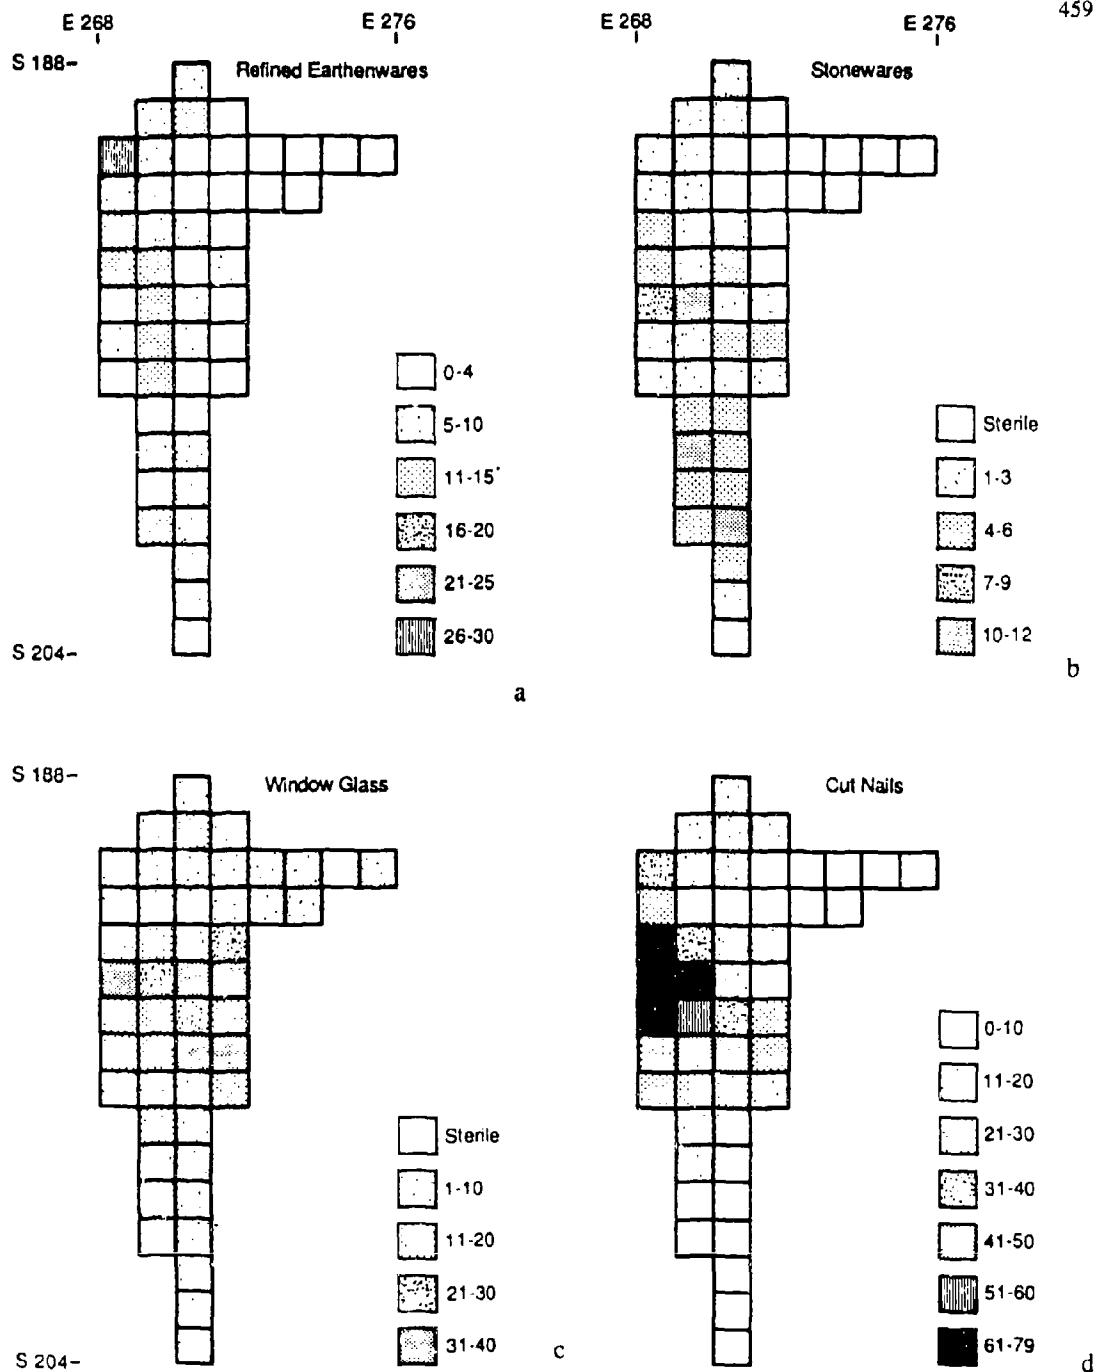 459
E 268 E 276 E 268 E 276
S 188- Refined Earthenwares Stonewares
0-4
5-10
11-15
16-20
21-25
26-30
Sterile
1-3
4-6
7-9
10-12
S 204-
a
b
S 188- Window Glass Cut Nails
Sterile
1-10
11-20
21-30
31-40
0-10
11-20
21-30
31-40
41-50
51-60
61-79
S 204-
c
d